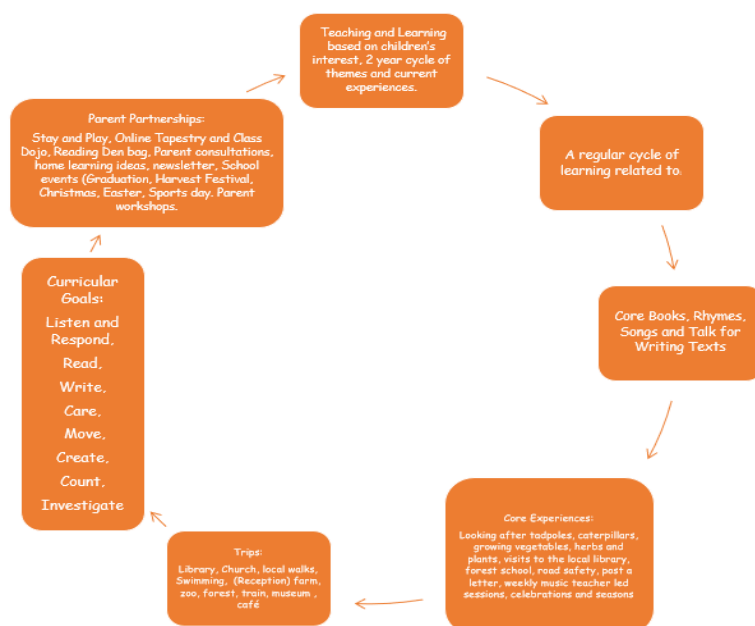 Teaching and Learning
based on children's
interest, 2 year cycle of
themes and current
experiences.
A regular cycle of
learning related to:
Core Books, Rhymes,
Songs and Talk for
Writing Texts
Core Experiences:
Looking after tadpoles, caterpillars,
growing vegetables, herbs and
plants, visits to the local library,
forest school, road safety, post a
letter, weekly music teacher led
sessions, celebrations and seasons
Trips:
Library, Church, local walks,
Swimming, (Reception) farm,
zoo, forest, train, museum ,
café
Curricular
Goals:
Listen and
Respond,
Read,
Write,
Care,
Move,
Create,
Count,
Investigate
Parent Partnerships:
Stay and Play, Online Tapestry and Class
Dojo, Reading Den bag, Parent consultations,
home learning ideas, newsletter, School
events (Graduation, Harvest Festival,
Christmas, Easter, Sports day. Parent
workshops.